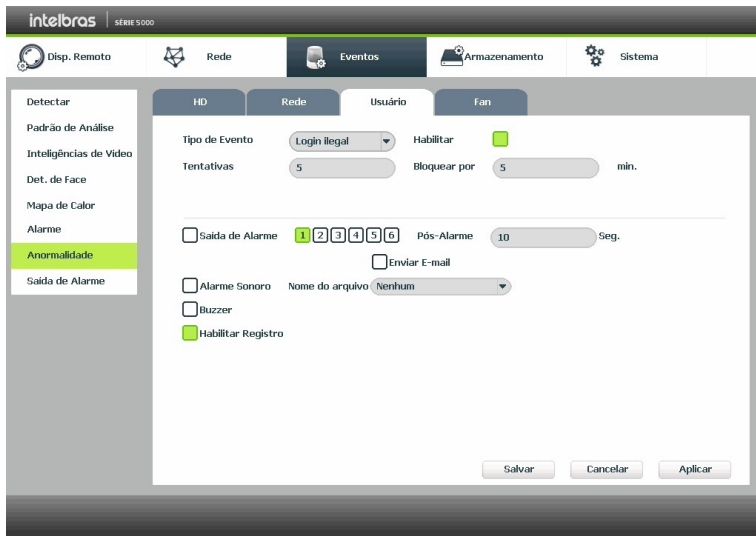 intelbras SÉRIE 5000
Disp. Remoto Rede Eventos Armazenamento Sistema
Detectar
Padrão de Análise
Inteligências de Vídeo
Det. de Face
Mapa de Calor
Alarme
Anormalidade
Saída de Alarme
HD Rede Usuário Fan
Tipo de Evento Login ilegal Habilitar
Tentativas 5 Bloquear por 5 min.
Saída de Alarme 1 2 3 4 5 6 Pós-Alarme 10 Seg.
Enviar E-mail
Alarme Sonoro Nome do arquivo Nenhum
Buzzer
Habilitar Registro
Salvar Cancelar Aplicar